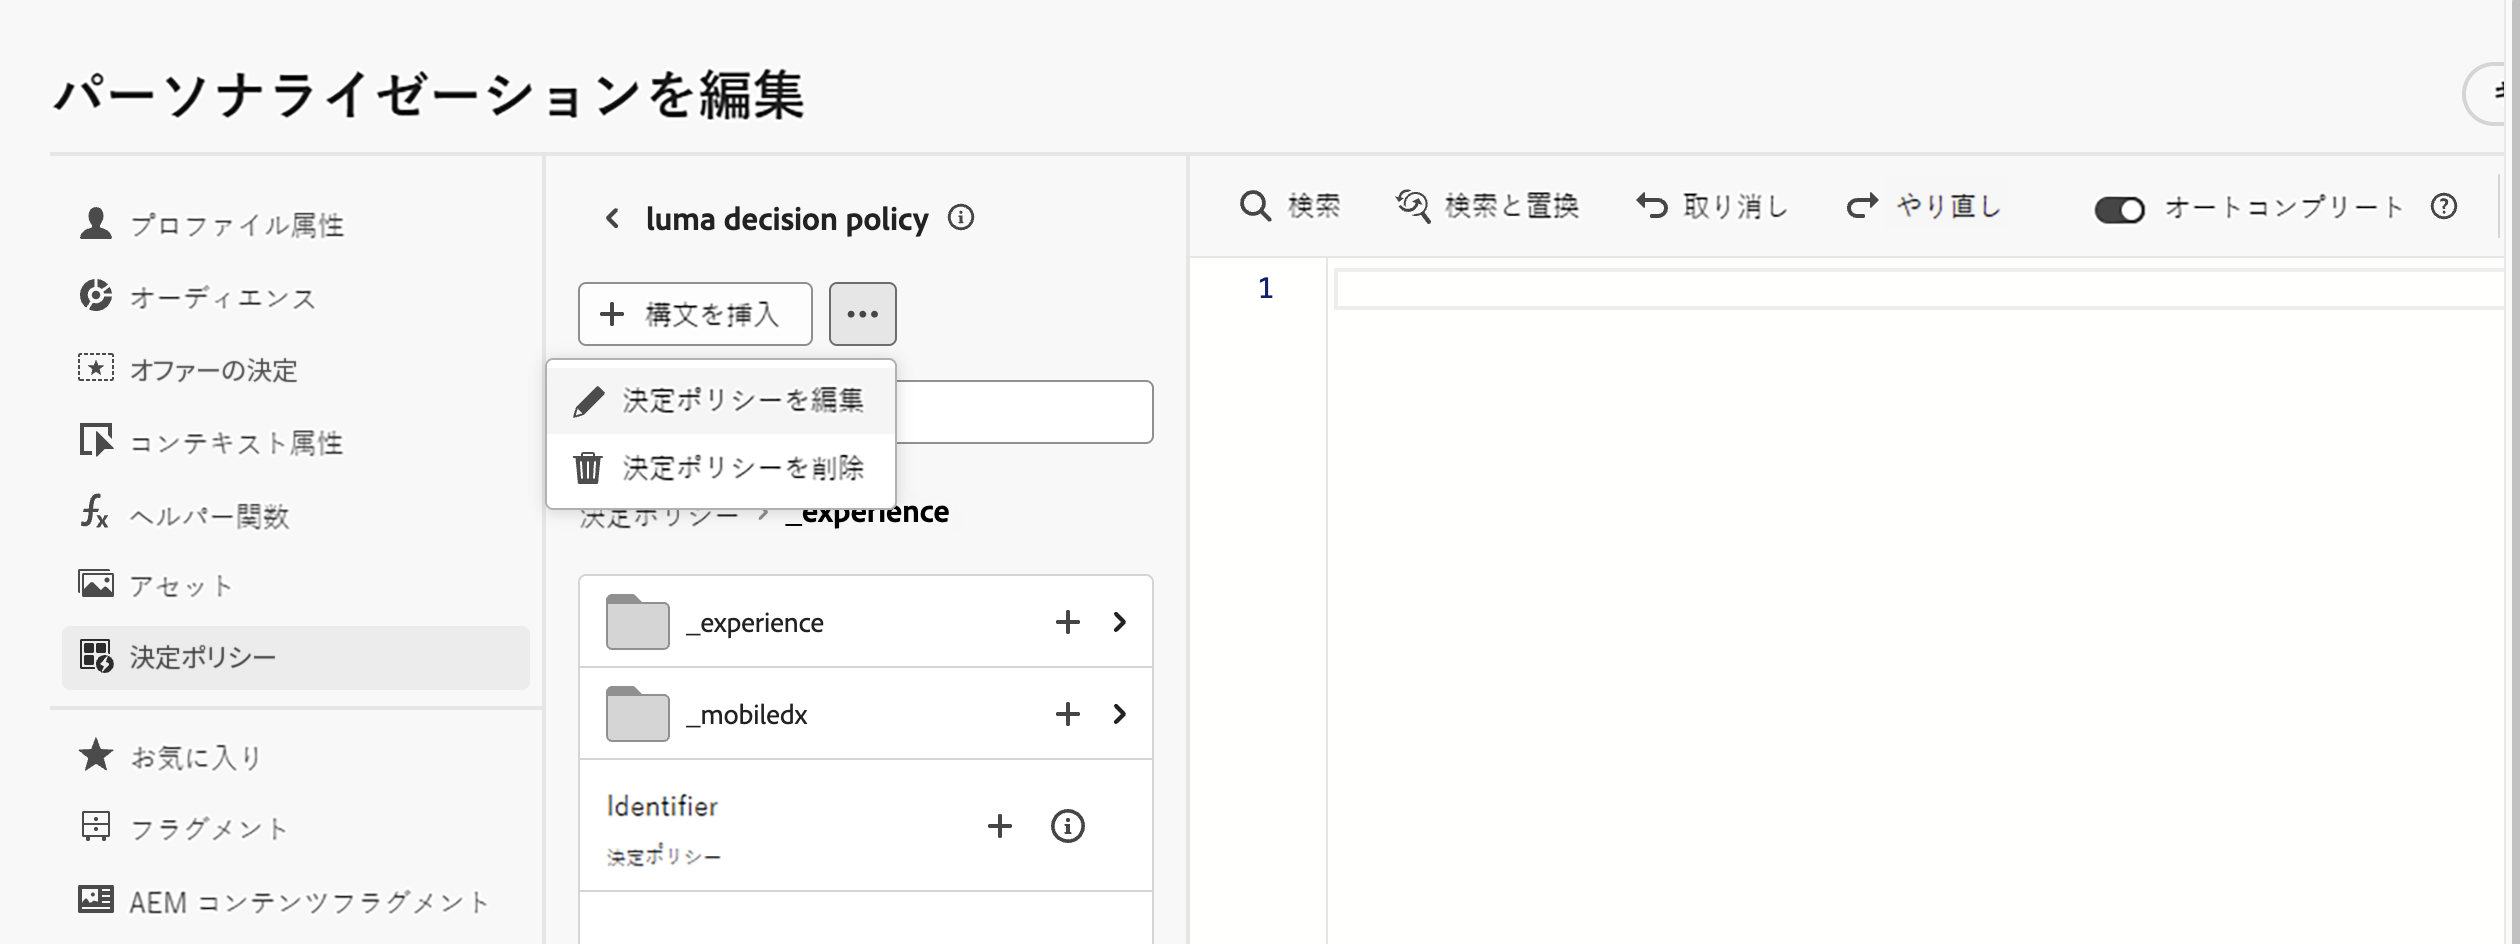 パーソナライゼーションを編集
プロファイル属性
オーディエンス
オファーの決定
コンテキスト属性
ヘルパー関数
アセット
決定ポリシー
お気に入り
フラグメント
AEM コンテンツフラグメント
luma decision policy
構文を挿入
決定ポリシーを編集
決定ポリシーを削除
決定ポリシー > _experience
_experience
_mobiledx
Identifier
決定ポリシー
検索 検索と置換 取り消し やり直し オートコンプリート
1